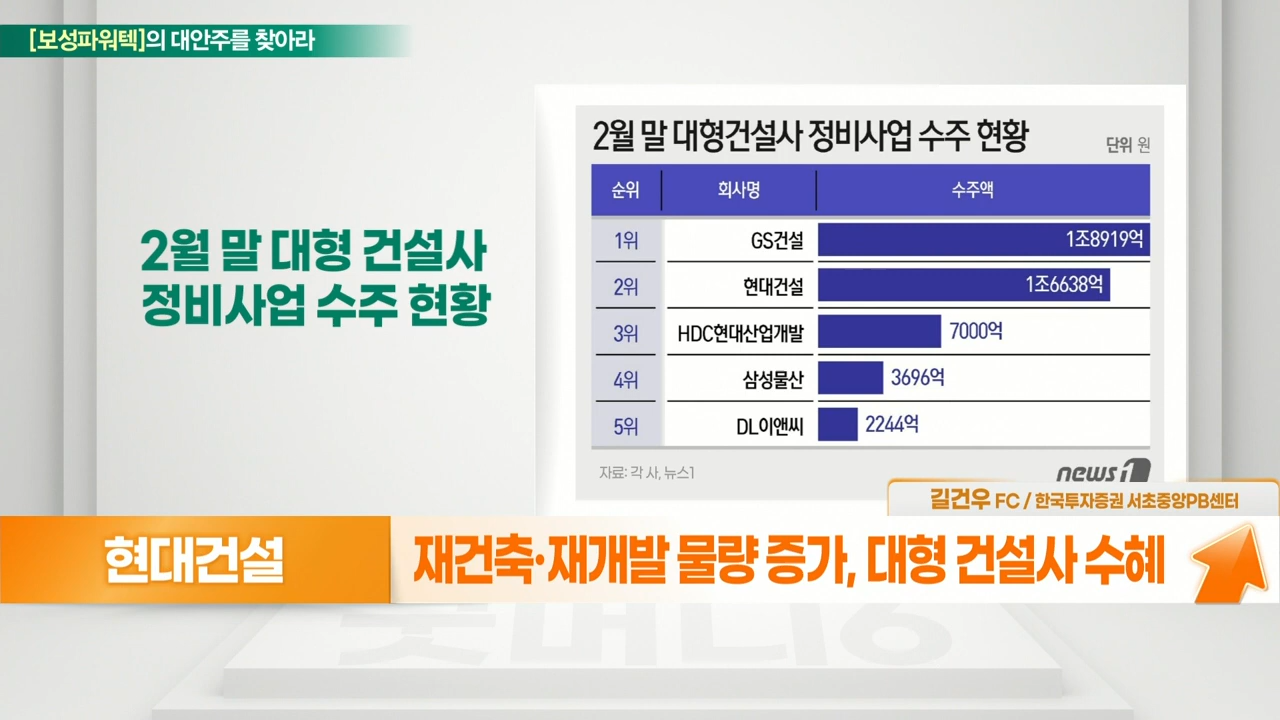 [보성파워텍]의 대안주를 찾아라
2월 말 대형 건설사
정비사업 수주 현황
2월 말 대형건설사 정비사업 수주 현황
단위 원
순위 회사명 수주액
1위 GS건설 1조8919억
2위 현대건설 1조6638억
3위 HDC현대산업개발 7000억
4위 삼성물산 3696억
5위 DL이앤씨 2244억
자료: 각 사, 뉴스1
news1
길건우 FC / 한국투자증권 서초중앙PB센터
현대건설
재건축·재개발 물량 증가, 대형 건설사 수혜